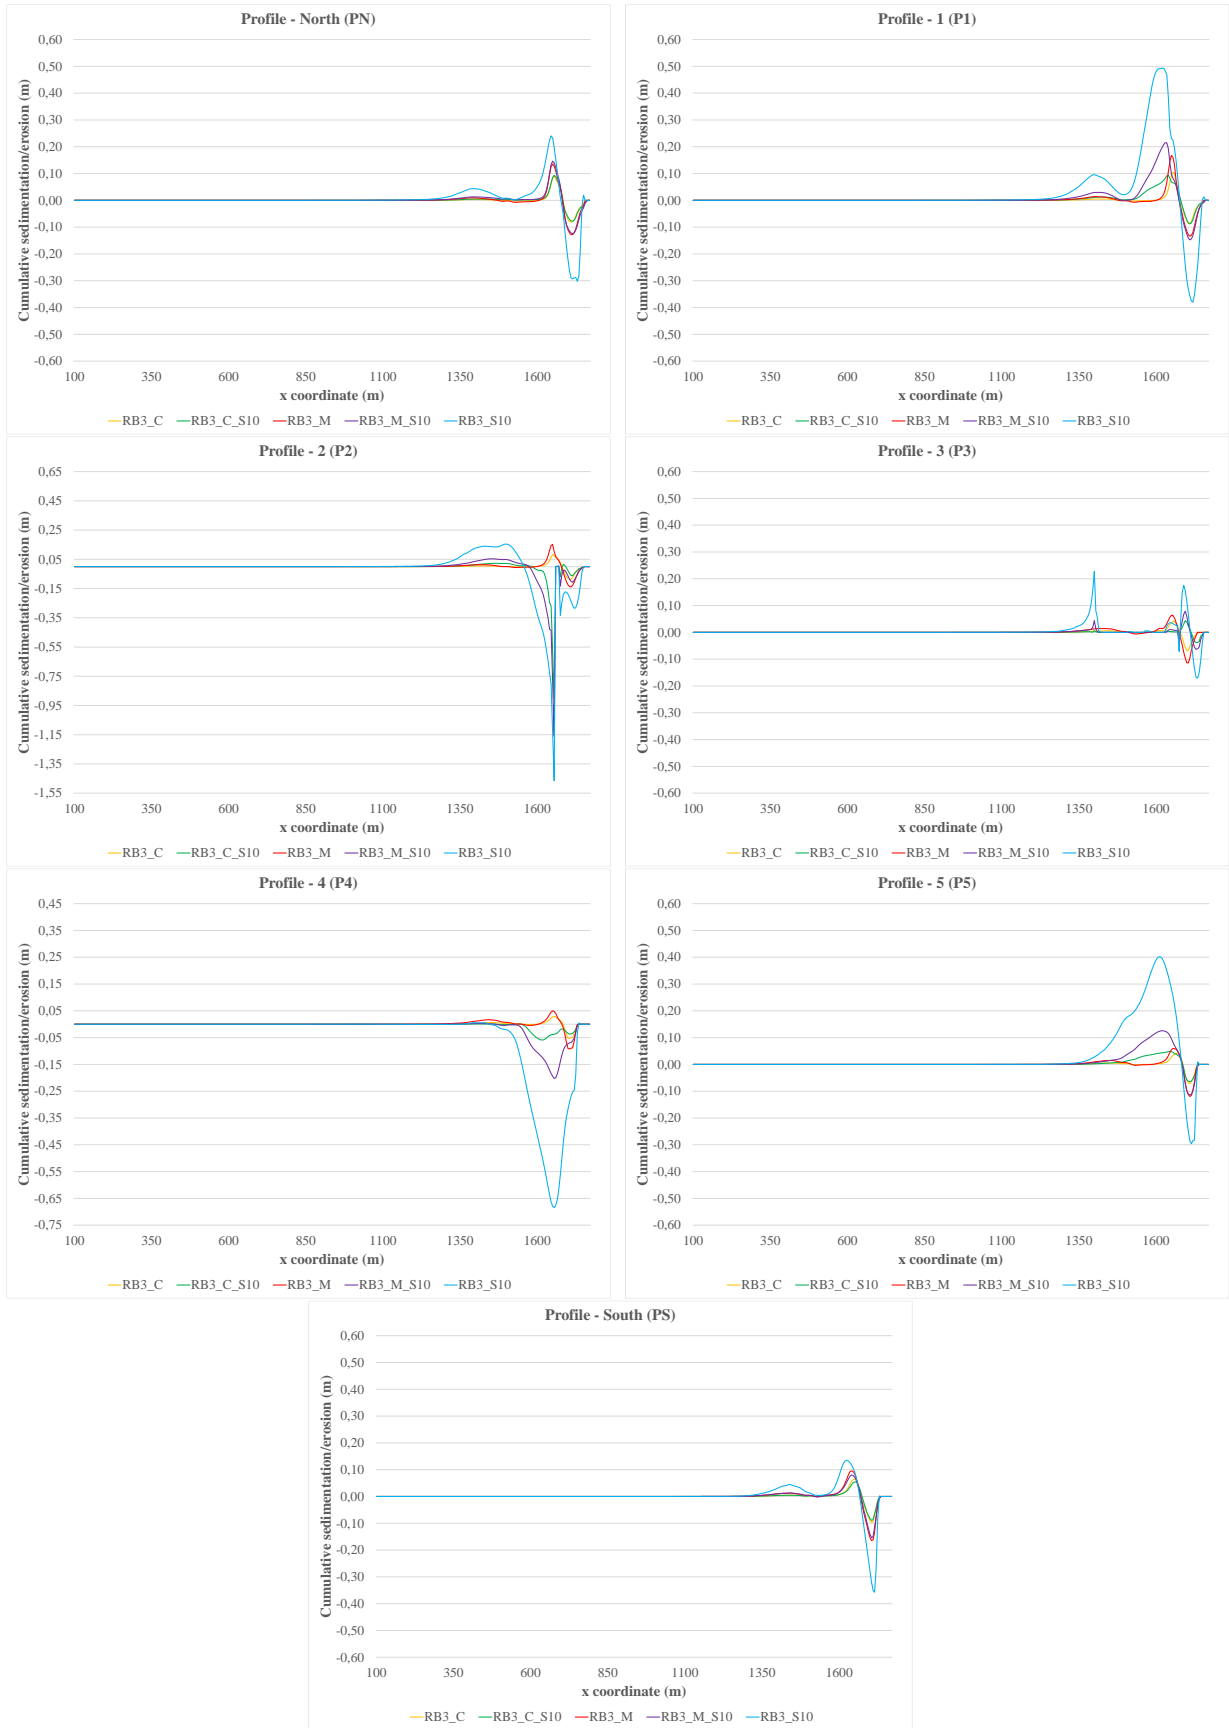 Profile - North (PN)
Cumulative sedimentation/erosion (m)
0,60
0,50
0,40
0,30
0,20
0,10
0,00
-0,10
-0,20
-0,30
-0,40
-0,50
-0,60
100 350 600 850 1100 1350 1600
x coordinate (m)
RB3_C RB3_C_S10 RB3_M RB3_M_S10 RB3_S10
Profile - 1 (P1)
Cumulative sedimentation/erosion (m)
0,60
0,50
0,40
0,30
0,20
0,10
0,00
-0,10
-0,20
-0,30
-0,40
-0,50
-0,60
100 350 600 850 1100 1350 1600
x coordinate (m)
RB3_C RB3_C_S10 RB3_M RB3_M_S10 RB3_S10
Profile - 2 (P2)
Cumulative sedimentation/erosion (m)
0,65
0,45
0,25
0,05
-0,15
-0,35
-0,55
-0,75
-0,95
-1,15
-1,35
-1,55
100 350 600 850 1100 1350 1600
x coordinate (m)
RB3_C RB3_C_S10 RB3_M RB3_M_S10 RB3_S10
Profile - 3 (P3)
Cumulative sedimentation/erosion (m)
0,60
0,50
0,40
0,30
0,20
0,10
0,00
-0,10
-0,20
-0,30
-0,40
-0,50
-0,60
100 350 600 850 1100 1350 1600
x coordinate (m)
RB3_C RB3_C_S10 RB3_M RB3_M_S10 RB3_S10
Profile - 4 (P4)
Cumulative sedimentation/erosion (m)
0,45
0,35
0,25
0,15
0,05
-0,05
-0,15
-0,25
-0,35
-0,45
-0,55
-0,65
-0,75
100 350 600 850 1100 1350 1600
x coordinate (m)
RB3_C RB3_C_S10 RB3_M RB3_M_S10 RB3_S10
Profile - 5 (P5)
Cumulative sedimentation/erosion (m)
0,60
0,50
0,40
0,30
0,20
0,10
0,00
-0,10
-0,20
-0,30
-0,40
-0,50
-0,60
100 350 600 850 1100 1350 1600
x coordinate (m)
RB3_C RB3_C_S10 RB3_M RB3_M_S10 RB3_S10
Profile - South (PS)
Cumulative sedimentation/erosion (m)
0,60
0,50
0,40
0,30
0,20
0,10
0,00
-0,10
-0,20
-0,30
-0,40
-0,50
-0,60
100 350 600 850 1100 1350 1600
x coordinate (m)
RB3_C RB3_C_S10 RB3_M RB3_M_S10 RB3_S10